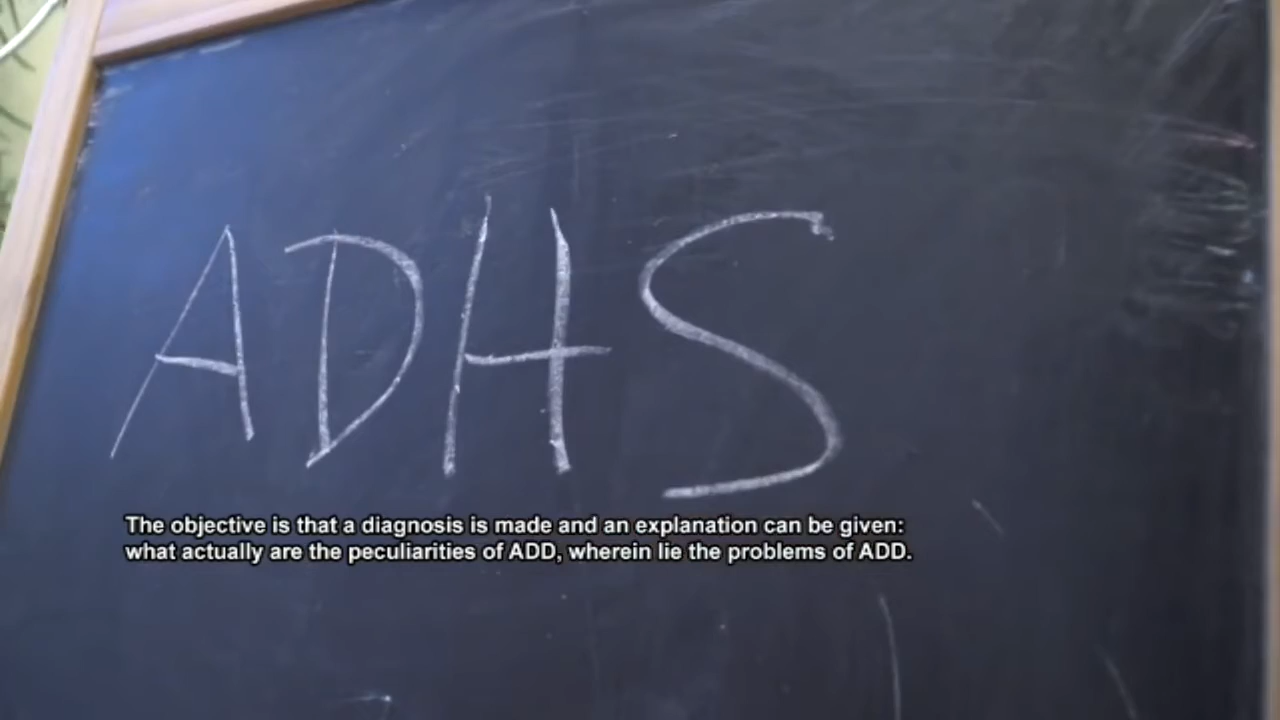 ADHS
The objective is that a diagnosis is made and an explanation can be given:
what actually are the peculiarities of ADD, wherein lie the problems of ADD.